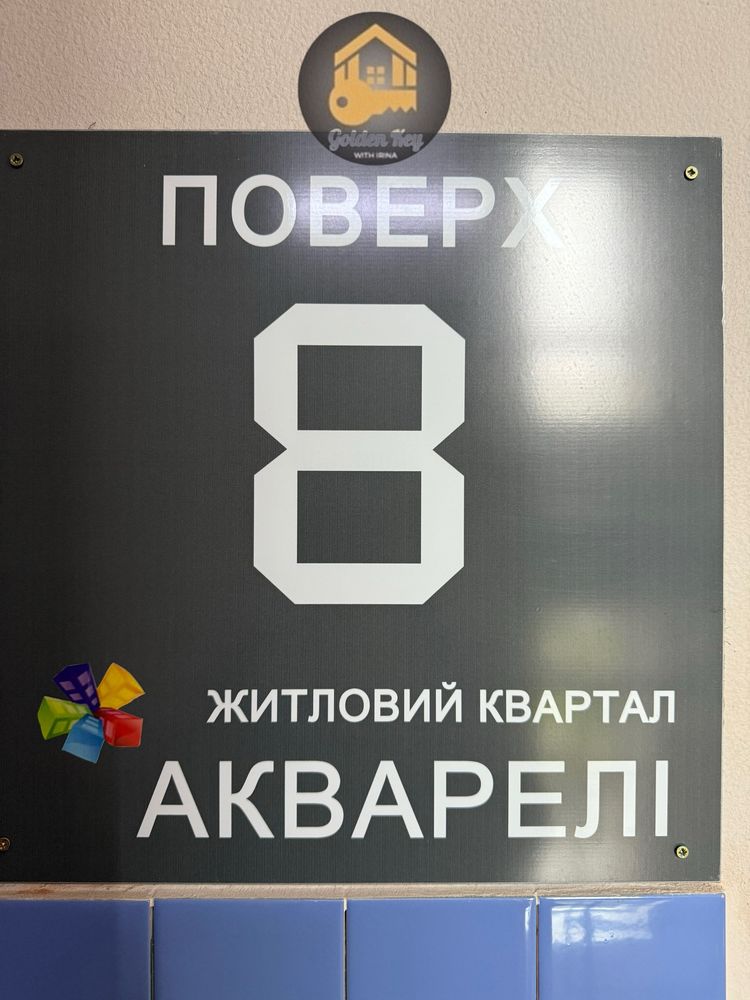 Golden Key
WITH IRINA
ПОВЕРХ
8
ЖИТЛОВИЙ КВАРТАЛ
АКВАРЕЛІ